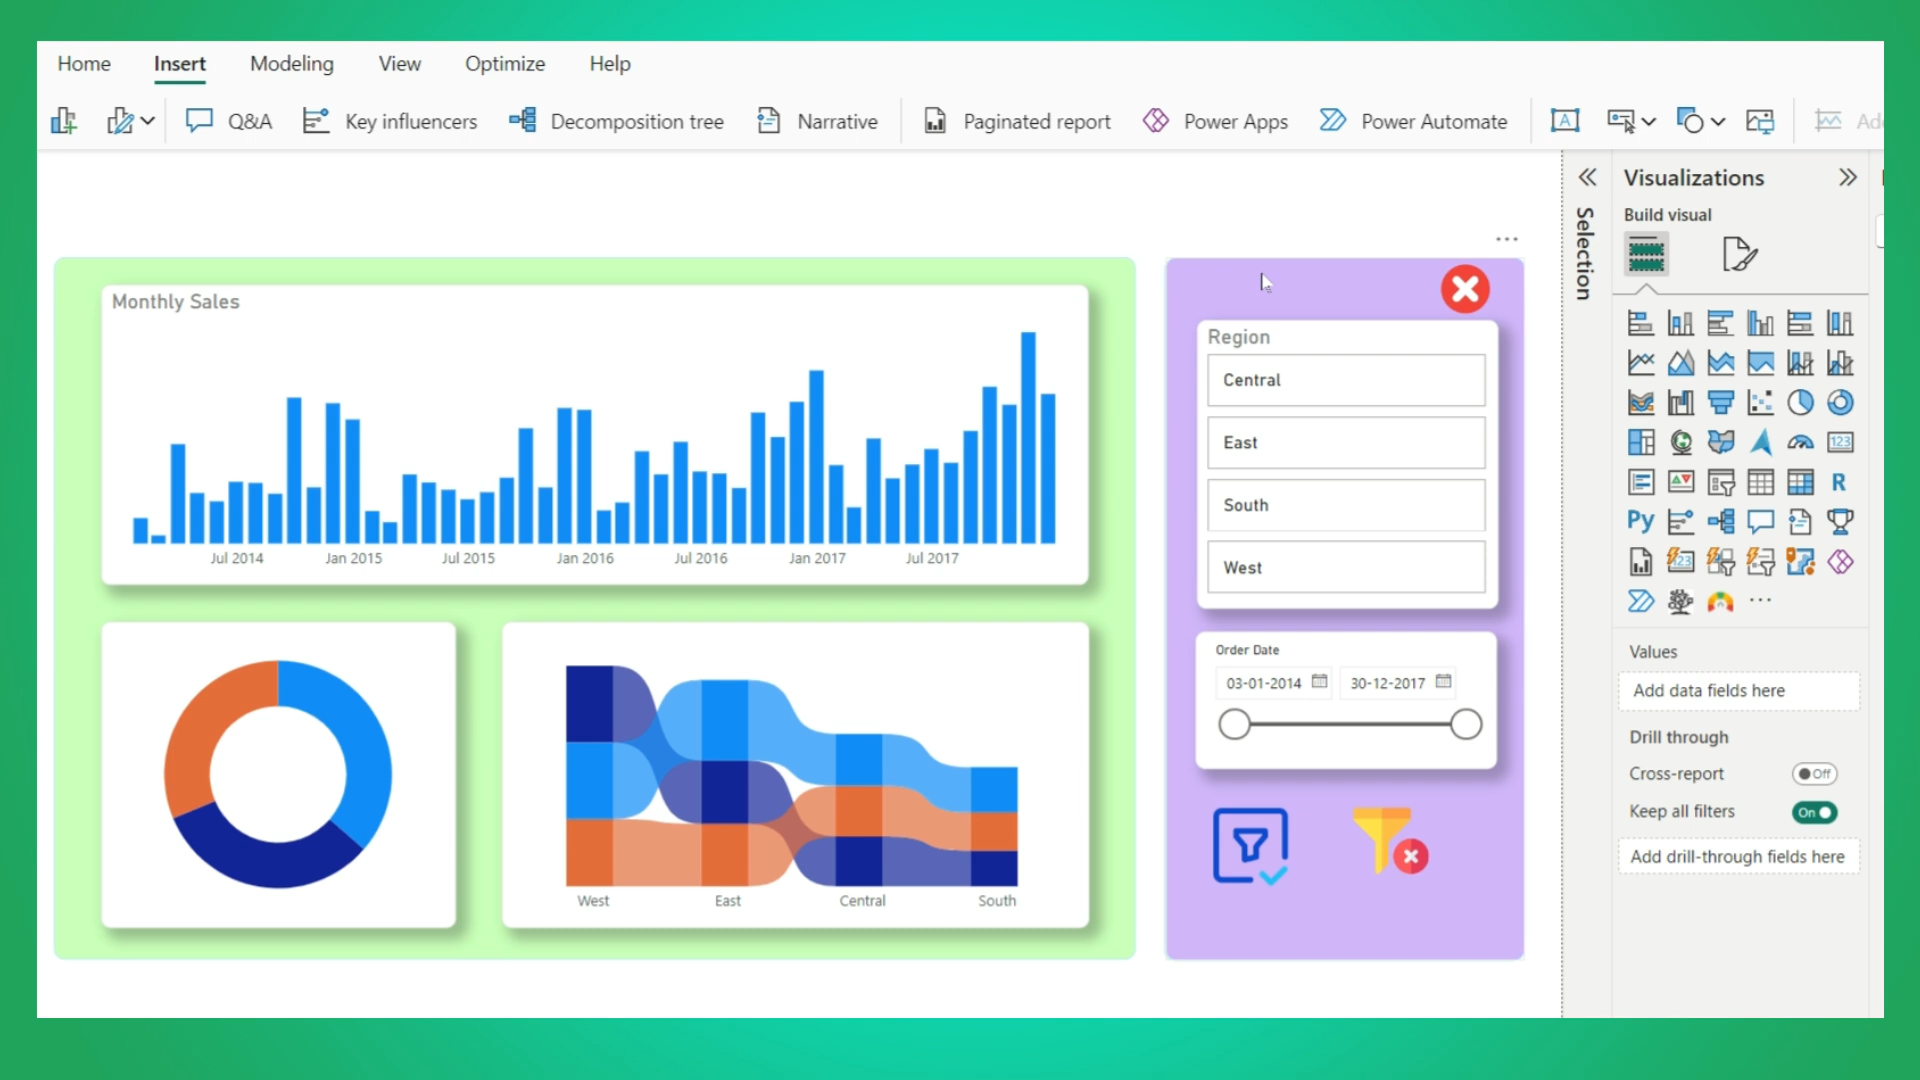 Home Insert Modeling View Optimize Help
Q&A Key influencers Decomposition tree Narrative Paginated report Power Apps Power Automate A
Selection
Visualizations
Build visual
Monthly Sales
Jul 2014 Jan 2015 Jul 2015 Jan 2016 Jul 2016 Jan 2017 Jul 2017
West East Central South
Region
Central
East
South
West
Order Date
03-01-2014 30-12-2017
123
R
Py
123
Values
Add data fields here
Drill through
Cross-report Off
Keep all filters On
Add drill-through fields here